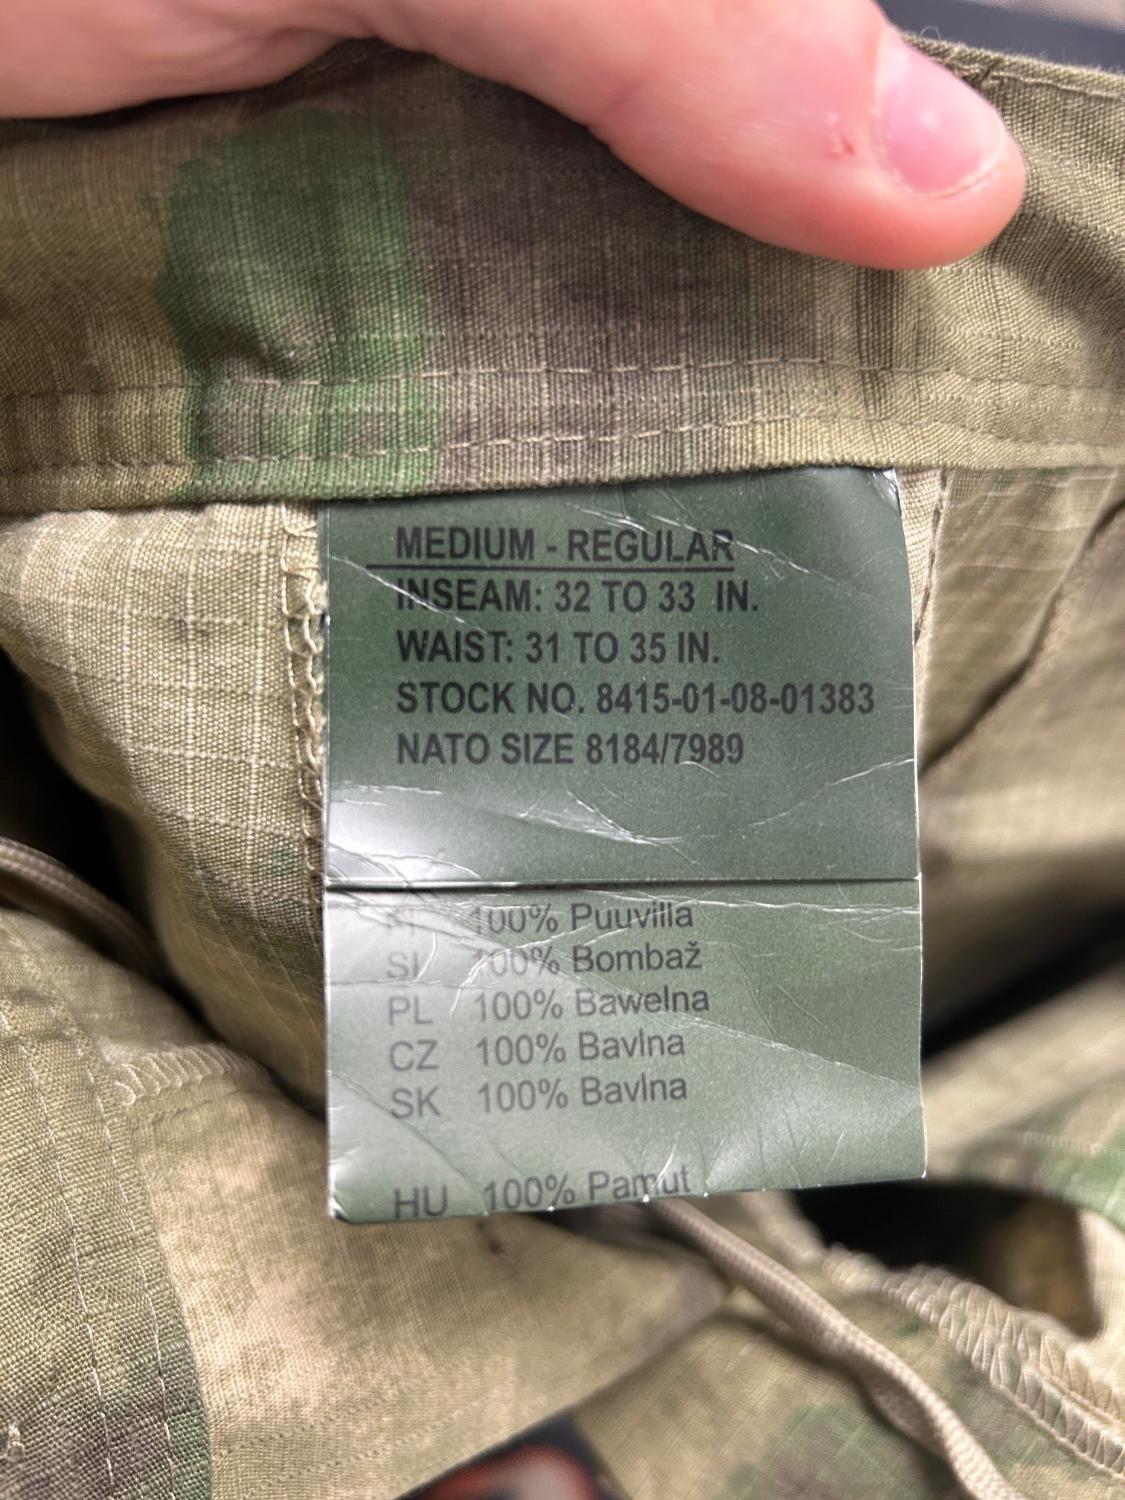 MEDIUM - REGULAR
INSEAM: 32 TO 33 IN.
WAIST: 31 TO 35 IN.
STOCK NO. 8415-01-08-01383
NATO SIZE 8184/7989
FI 100% Puuvilla
SI 100% Bombaž
PL 100% Bawelna
CZ 100% Bavlna
SK 100% Bavlna
HU 100% Pamut